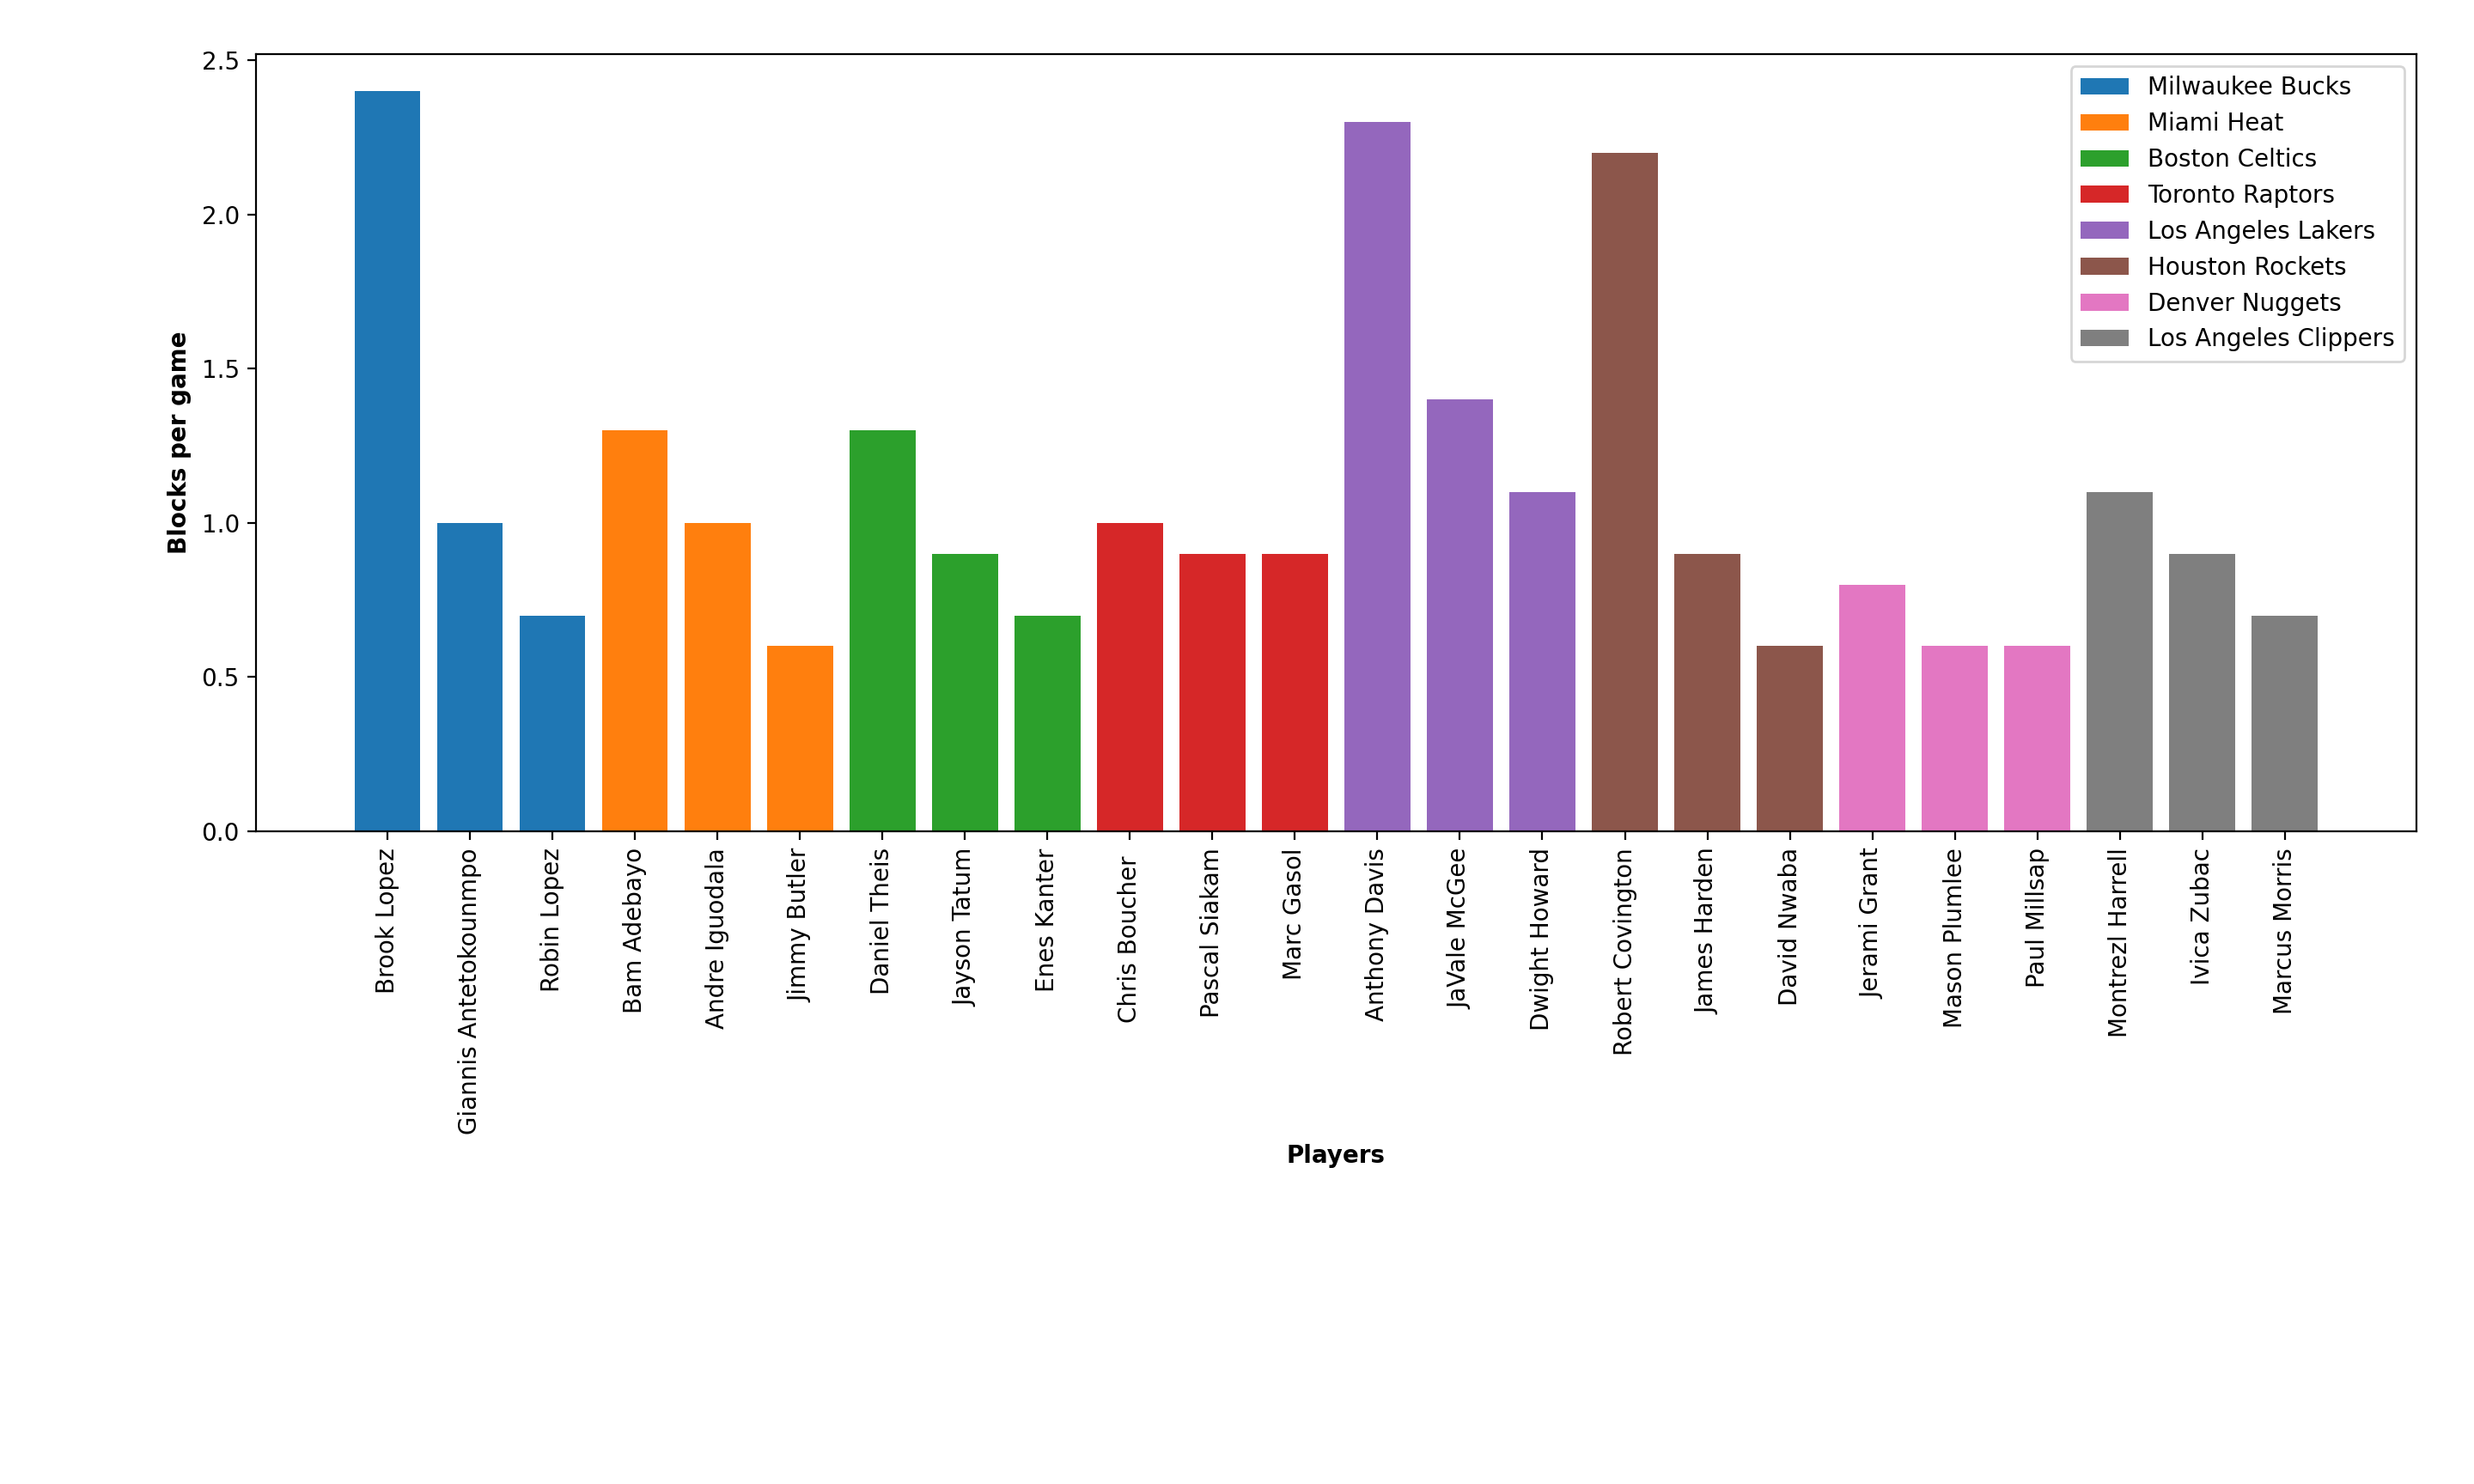 2.5
2.0
1.5
1.0
0.5
0.0
Blocks per game
Milwaukee Bucks
Miami Heat
Boston Celtics
Toronto Raptors
Los Angeles Lakers
Houston Rockets
Denver Nuggets
Los Angeles Clippers
Brook Lopez
Giannis Antetokounmpo
Robin Lopez
Bam Adebayo
Andre Iguodala
Jimmy Butler
Daniel Theis
Jayson Tatum
Enes Kanter
Chris Boucher
Pascal Siakam
Marc Gasol
Anthony Davis
JaVale McGee
Dwight Howard
Robert Covington
James Harden
David Nwaba
Jerami Grant
Mason Plumlee
Paul Millsap
Montrezl Harrell
Ivica Zubac
Marcus Morris
Players